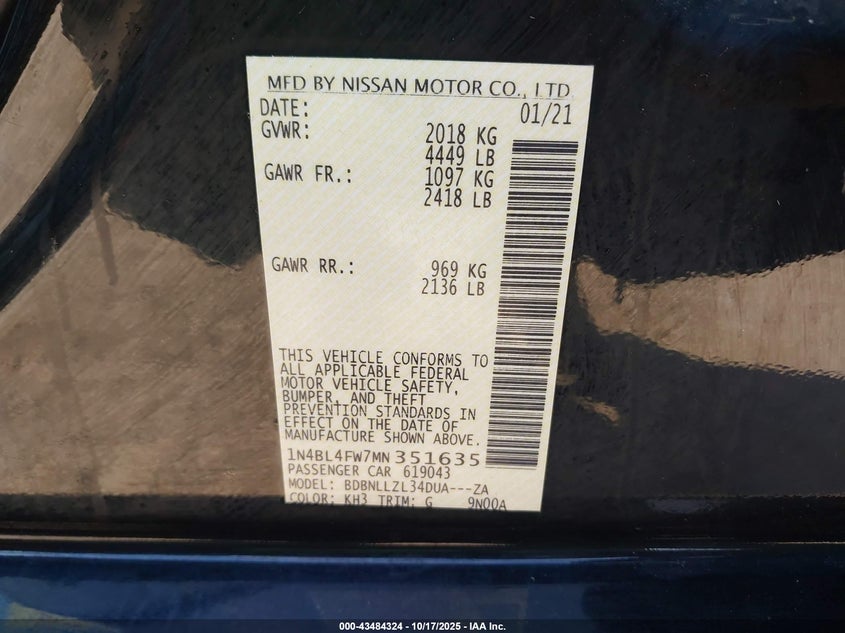 MFD BY NISSAN MOTOR CO., LTD
DATE: 01/21
GVWR: 2018 KG
4449 LB
GAWR FR.: 1097 KG
2418 LB
GAWR RR.: 969 KG
2136 LB
THIS VEHICLE CONFORMS TO
ALL APPLICABLE FEDERAL
MOTOR VEHICLE SAFETY,
BUMPER, AND THEFT
PREVENTION STANDARDS IN
EFFECT ON THE DATE OF
MANUFACTURE SHOWN ABOVE.
1N4BL4FW7MN351635
PASSENGER CAR 619043
MODEL: BDBNLLZL34DUA---ZA
COLOR: KH3 TRIM: G 9N00A
000-43484324 - 10/17/2025 - IAA Inc.